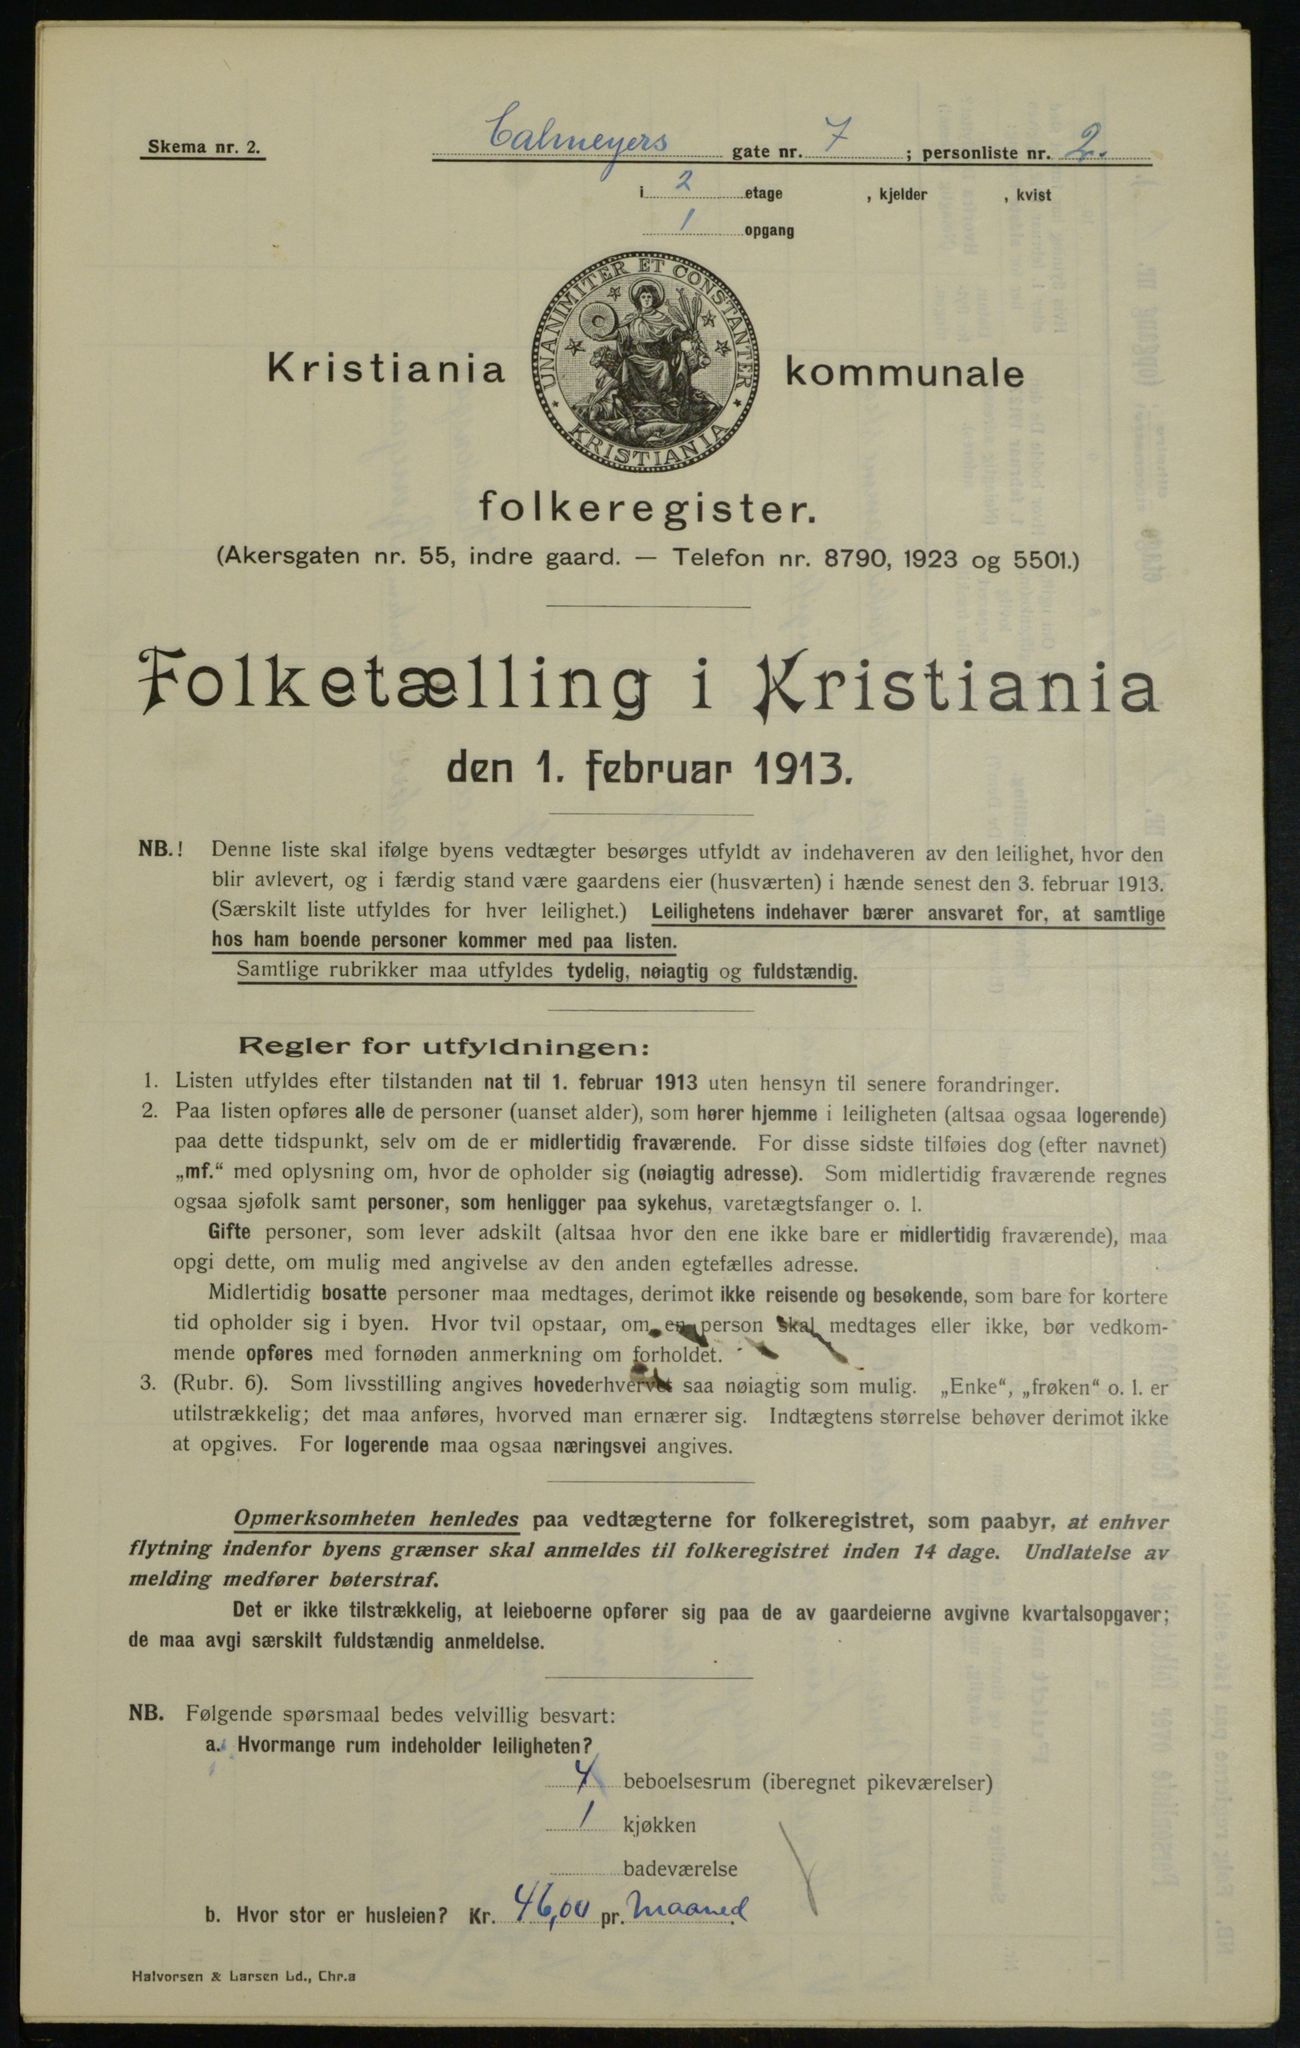 Skema nr. 2.
Calmeyers gate nr. 7 ; personliste nr. 2.
i 2 etage , kjelder , kvist
1 opgang
UNANIMITER ET CONSTANTER
KRISTIANIA
Kristiania kommunale
folkeregister.
(Akersgaten nr. 55, indre gaard. — Telefon nr. 8790, 1923 og 5501.)
Folketælling i Kristiania
den 1. februar 1913.
NB.! Denne liste skal ifølge byens vedtægter besørges utfyldt av indehaveren av den leilighet, hvor den
blir avlevert, og i færdig stand være gaardens eier (husværten) i hænde senest den 3. februar 1913.
(Særskilt liste utfyldes for hver leilighet.) Leilighetens indehaver bærer ansvaret for, at samtlige
hos ham boende personer kommer med paa listen.
Samtlige rubrikker maa utfyldes tydelig, nøiagtig og fuldstændig.
Regler for utfyldningen:
1. Listen utfyldes efter tilstanden nat til 1. februar 1913 uten hensyn til senere forandringer.
2. Paa listen opføres alle de personer (uanset alder), som hører hjemme i leiligheten (altsaa ogsaa logerende)
paa dette tidspunkt, selv om de er midlertidig fraværende. For disse sidste tilføies dog (efter navnet)
„mf.“ med oplysning om, hvor de opholder sig (nøiagtig adresse). Som midlertidig fraværende regnes
ogsaa sjøfolk samt personer, som henligger paa sykehus, varetægtsfanger o. l.
Gifte personer, som lever adskilt (altsaa hvor den ene ikke bare er midlertidig fraværende), maa
opgi dette, om mulig med angivelse av den anden egtefælles adresse.
Midlertidig bosatte personer maa medtages, derimot ikke reisende og besøkende, som bare for kortere
tid opholder sig i byen. Hvor tvil opstaar, om en person skal medtages eller ikke, bør vedkom-
mende opføres med fornøden anmerkning om forholdet.
3. (Rubr. 6). Som livsstilling angives hovederhvervet saa nøiagtig som mulig. „Enke“, „frøken“ o. l. er
utilstrækkelig; det maa anføres, hvorved man ernærer sig. Indtægtens størrelse behøver derimot ikke
at opgives. For logerende maa ogsaa næringsvei angives.
Opmerksomheten henledes paa vedtægterne for folkeregistret, som paabyr, at enhver
flytning indenfor byens grænser skal anmeldes til folkeregistret inden 14 dage. Undlatelse av
melding medfører bøterstraf.
Det er ikke tilstrækkelig, at leieboerne opfører sig paa de av gaardeierne avgivne kvartalsopgaver;
de maa avgi særskilt fuldstændig anmeldelse.
NB. Følgende spørsmaal bedes velvillig besvart:
a. Hvormange rum indeholder leiligheten?
4 beboelsesrum (iberegnet pikeværelser)
1 kjøkken
badeværelse
b. Hvor stor er husleien? Kr. 46,00 pr. Maaned
Halvorsen & Larsen Ld., Chr.a